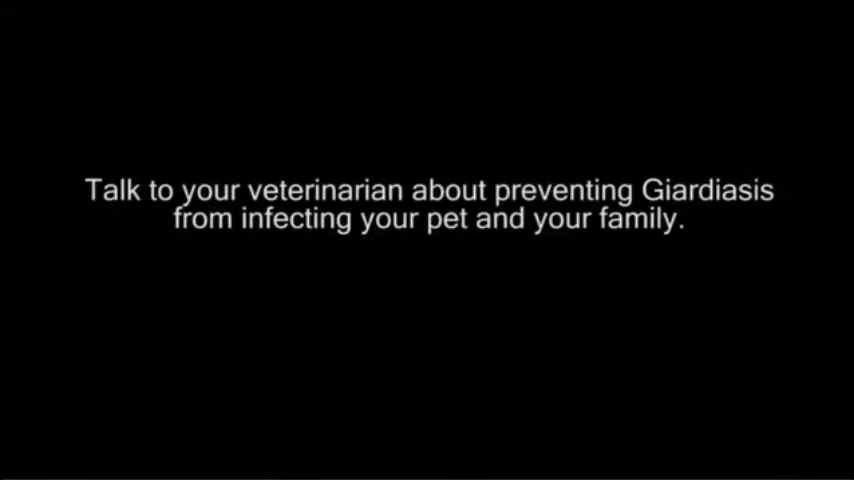 Talk to your veterinarian about preventing Giardiasis
from infecting your pet and your family.